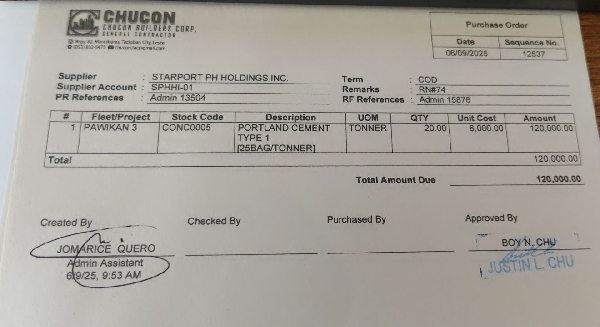 CHUCON
CHUCON BUILDERS CORP.
GENERAL CONTRACTOR
Purchase Order
Date Sequence No.
06/09/2025 12637
Supplier : STARPORT PH HOLDINGS INC.
Supplier Account : SPHHI-01
PR References : Admin 13504
Term : COD
Remarks : RN#74
RF References : Admin 15676
# Fleet/Project Stock Code Description UOM QTY Unit Cost Amount
1 PAWIKAN 3 CONC0005 PORTLAND CEMENT TONNER 20.00 6,000.00 120,000.00
TYPE 1
[25BAG/TONNER]
Total 120,000.00
Total Amount Due 120,000.00
Created By Checked By Purchased By Approved By
JOMARICE QUERO
Admin Assistant
6/9/25, 9:53 AM
BOY N. CHU
JUSTIN L. CHU